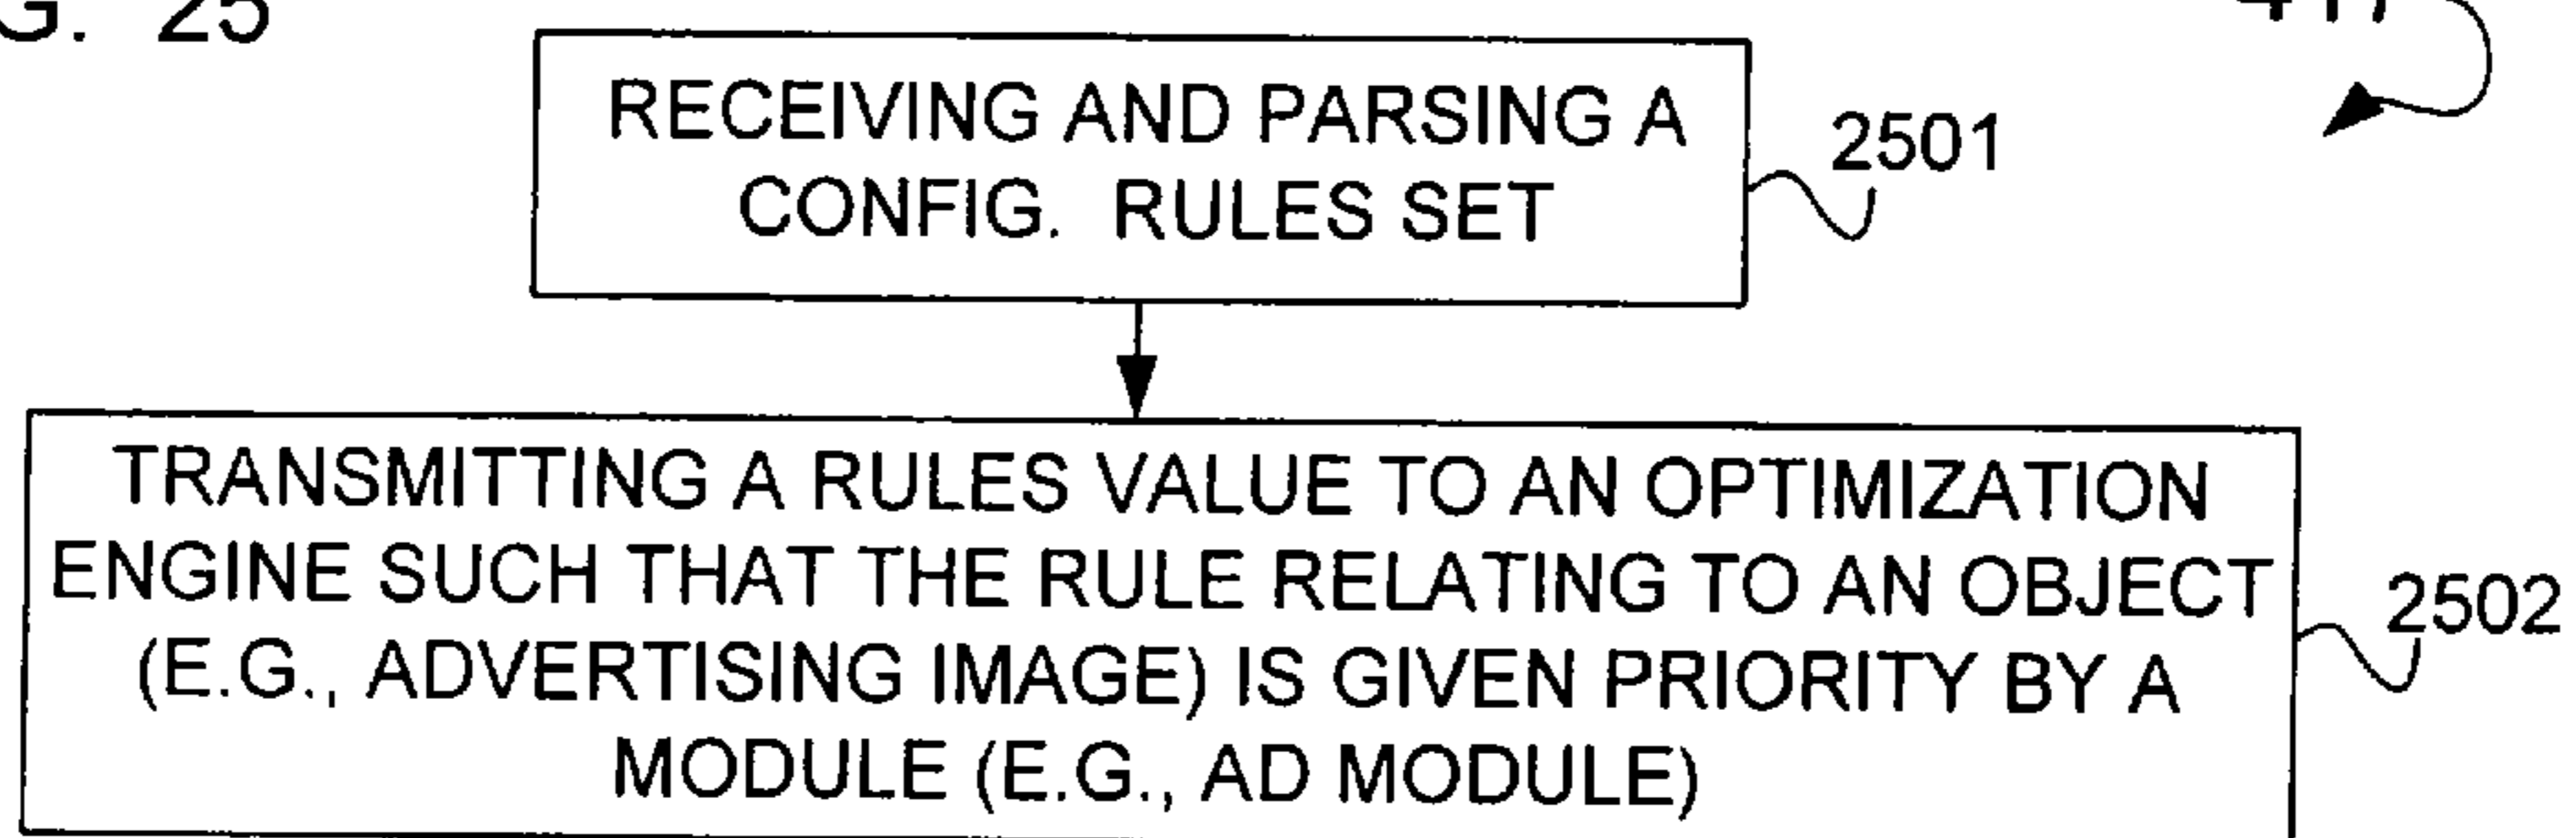 G. 25
RECEIVING AND PARSING A
CONFIG. RULES SET
2501
TRANSMITTING A RULES VALUE TO AN OPTIMIZATION
ENGINE SUCH THAT THE RULE RELATING TO AN OBJECT
(E.G., ADVERTISING IMAGE) IS GIVEN PRIORITY BY A
MODULE (E.G., AD MODULE)
2502